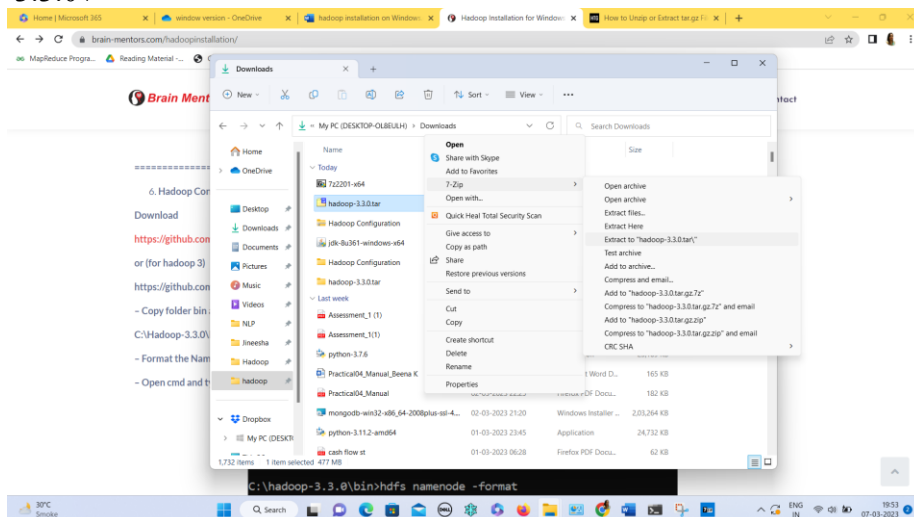 Home | Microsoft 365
window version - OneDrive
hadoop installation on Windows
Hadoop Installation for Window
How to Unzip or Extract tar.gz Fi
brain-mentors.com/hadoopinstallation/
MapReduce Progra...
Reading Material -...
Brain Ment
ntact
==============
6. Hadoop Cor
Download
https://github.con
or (for hadoop 3)
https://github.con
– Copy folder bin
C:\Hadoop-3.3.0\
– Format the Nam
– Open cmd and t
Downloads
New
Sort
View
My PC (DESKTOP-OL8EULH) > Downloads
Search Downloads
Home
OneDrive
Desktop
Downloads
Documents
Pictures
Music
Videos
NLP
Jineesha
Hadoop
hadoop
Dropbox
My PC (DESKT
Name
Size
Today
7z2201-x64
hadoop-3.3.0.tar
Hadoop Configuration
jdk-8u361-windows-x64
Hadoop Configuration
hadoop-3.3.0.tar
Last week
Assessment_1 (1)
Assessment_1(1)
python-3.7.6
Practical04_Manual_Beena K
t Word D... 165 KB
Practical04_Manual 182 KB
mongodb-win32-x86_64-2008plus-ssl-4... 02-03-2023 21:20 Windows Installer ... 2,03,264 KB
python-3.11.2-amd64 01-03-2023 23:45 Application 24,732 KB
cash flow st 01-03-2023 06:28 Firefox PDF Docu... 62 KB
1,732 items 1 item selected 477 MB
Open
Share with Skype
Add to Favorites
7-Zip
Open with...
Quick Heal Total Security Scan
Give access to
Copy as path
Share
Restore previous versions
Send to
Cut
Copy
Create shortcut
Delete
Rename
Properties
Open archive
Open archive
Extract files...
Extract Here
Extract to "hadoop-3.3.0.tar\"
Test archive
Add to archive...
Compress and email...
Add to "hadoop-3.3.0.tar.gz.7z"
Compress to "hadoop-3.3.0.tar.gz.7z" and email
Add to "hadoop-3.3.0.tar.gz.zip"
Compress to "hadoop-3.3.0.tar.gz.zip" and email
CRC SHA
C:\hadoop-3.3.0\bin>hdfs namenode -format
30°C
Smoke
Search
ENG
IN
19:53
07-03-2023